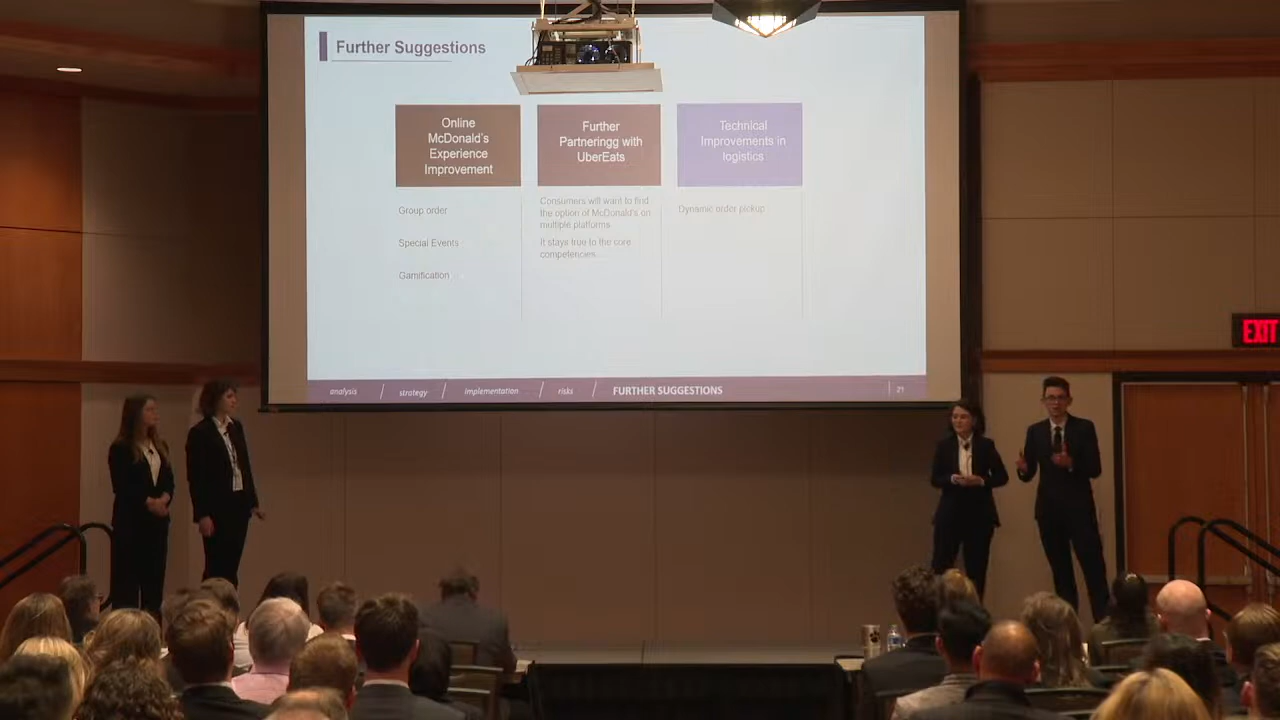 Further Suggestions
Online
McDonald's
Experience
Improvement
Further
Partneringg with
UberEats
Technical
Improvements in
logistics
Group order
Special Events
Gamification
Consumers will want to find
the option of McDonald's on
multiple platforms
It stays true to the core
competencies
Dynamic order pickup
analysis / strategy / implementation / risks / FURTHER SUGGESTIONS | 21
EXIT